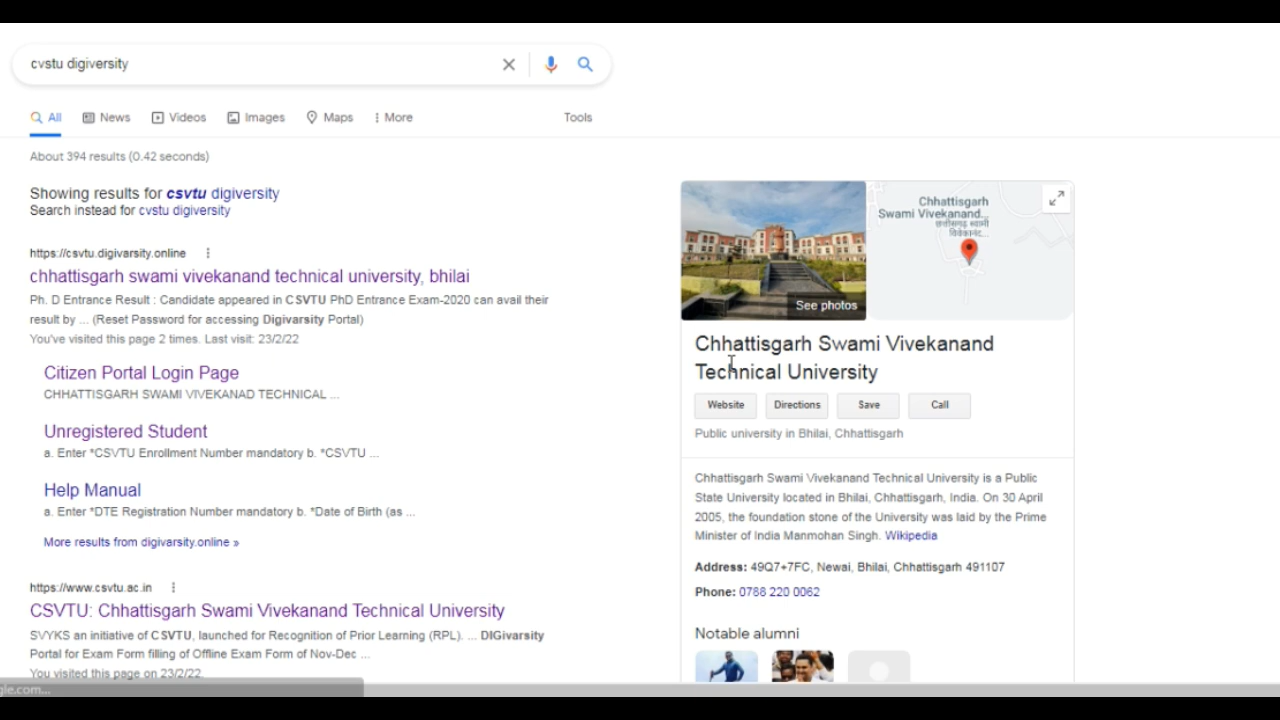 cvstu digiversity
All News Videos Images Maps More Tools
About 394 results (0.42 seconds)
Showing results for csvtu digiversity
Search instead for cvstu digiversity
https://csvtu.digivarsity.online
chhattisgarh swami vivekanand technical university, bhilai
Ph. D Entrance Result : Candidate appeared in CSVTU PhD Entrance Exam-2020 can avail their
result by ... (Reset Password for accessing Digivarsity Portal)
You've visited this page 2 times. Last visit: 23/2/22
Citizen Portal Login Page
CHHATTISGARH SWAMI VIVEKANAD TECHNICAL ...
Unregistered Student
a. Enter *CSVTU Enrollment Number mandatory b. *CSVTU ...
Help Manual
a. Enter *DTE Registration Number mandatory b. *Date of Birth (as ...
More results from digivarsity.online »
https://www.csvtu.ac.in
CSVTU: Chhattisgarh Swami Vivekanand Technical University
SVYKS an initiative of CSVTU, launched for Recognition of Prior Learning (RPL). ... DIGivarsity
Portal for Exam Form filling of Offline Exam Form of Nov-Dec ...
You visited this page on 23/2/22.
gle.com...
See photos
Chhattisgarh
Swami Vivekanand...
छत्तीसगढ़ स्वामी
विवेकानंद...
Chhattisgarh Swami Vivekanand
Technical University
Website Directions Save Call
Public university in Bhilai, Chhattisgarh
Chhattisgarh Swami Vivekanand Technical University is a Public
State University located in Bhilai, Chhattisgarh, India. On 30 April
2005, the foundation stone of the University was laid by the Prime
Minister of India Manmohan Singh. Wikipedia
Address: 49Q7+7FC, Newai, Bhilai, Chhattisgarh 491107
Phone: 0788 220 0062
Notable alumni